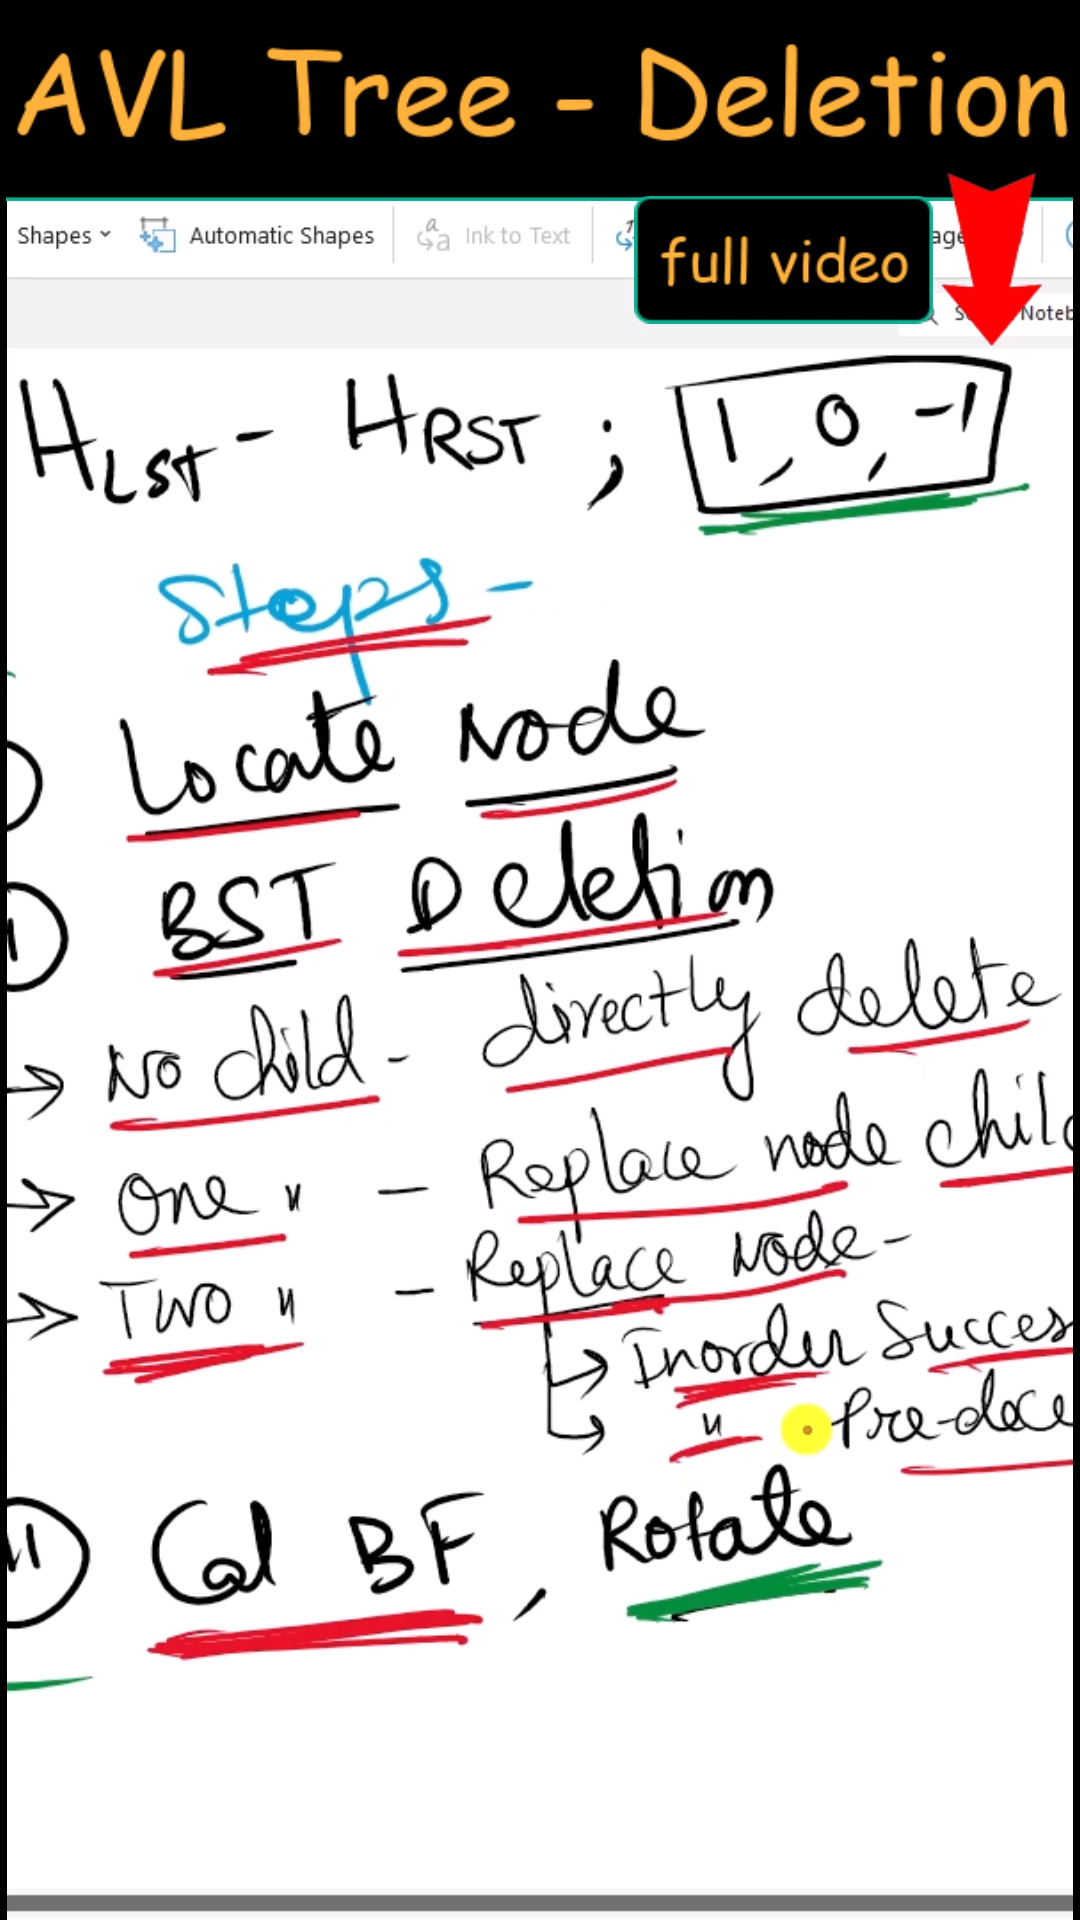 AVL Tree - Deletion
Shapes Automatic Shapes Ink to Text
full video
H LST - H RST ; 1, 0, -1
Steps -
Locate Node
BST Deletion
→ No child - directly delete
→ One " - Replace node child
→ Two " - Replace Node -
→ Inorder Succes
→ " Pre-dece
Cal BF, Rotate